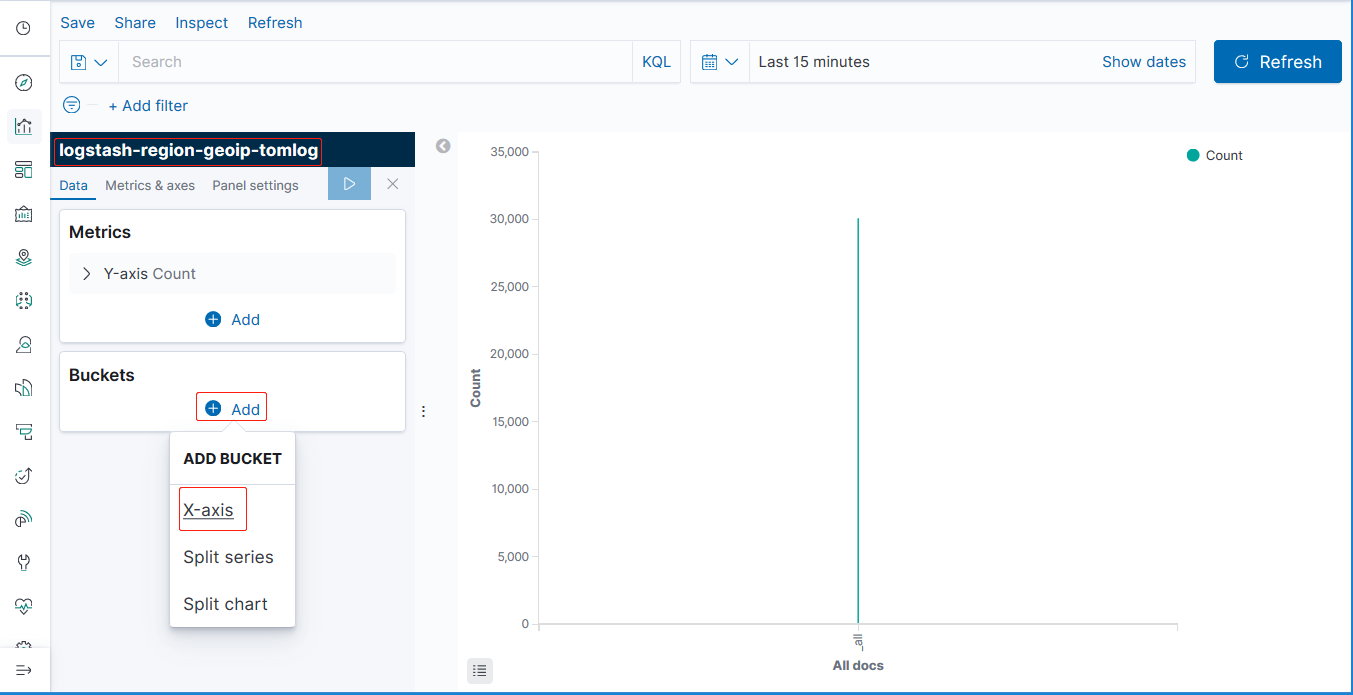 Save Share Inspect Refresh
Search KQL Last 15 minutes Show dates Refresh
+ Add filter
logstash-region-geoip-tomlog
Data Metrics & axes Panel settings
Metrics
Y-axis Count
Add
Buckets
Add
ADD BUCKET
X-axis
Split series
Split chart
35,000
30,000
25,000
20,000
15,000
10,000
5,000
0
Count
_all
All docs
Count